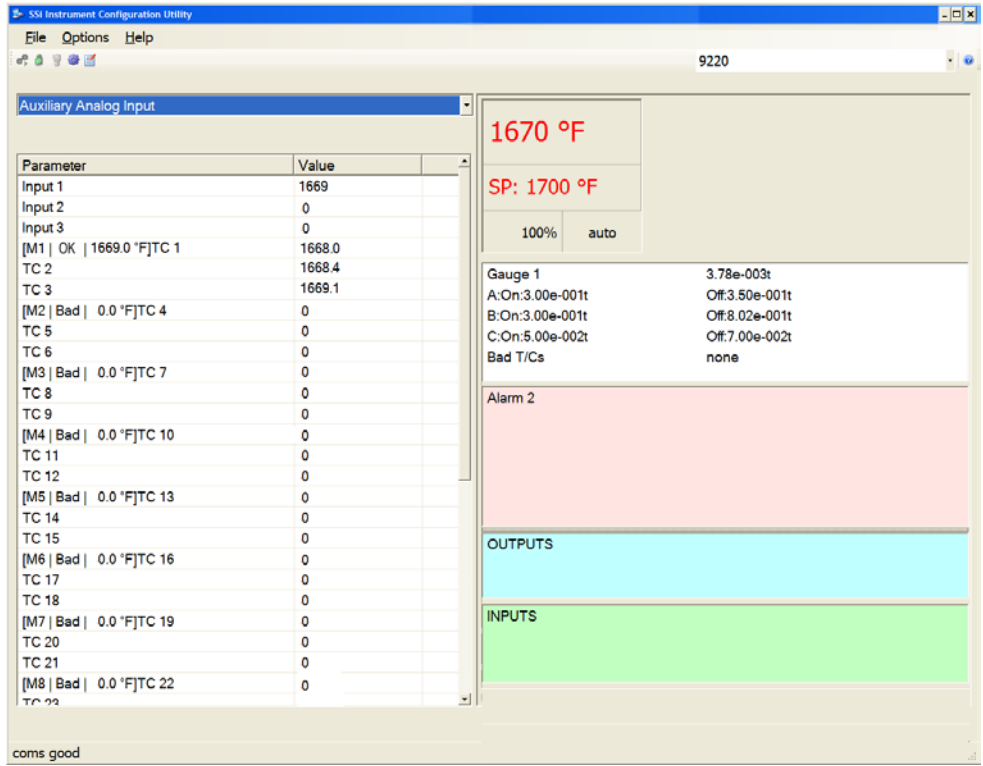 SSI Instrument Configuration Utility
File Options Help
9220
Auxiliary Analog Input
Parameter Value
Input 1 1669
Input 2 0
Input 3 0
[M1 | OK | 1669.0 °F]TC 1 1668.0
TC 2 1668.4
TC 3 1669.1
[M2 | Bad | 0.0 °F]TC 4 0
TC 5 0
TC 6 0
[M3 | Bad | 0.0 °F]TC 7 0
TC 8 0
TC 9 0
[M4 | Bad | 0.0 °F]TC 10 0
TC 11 0
TC 12 0
[M5 | Bad | 0.0 °F]TC 13 0
TC 14 0
TC 15 0
[M6 | Bad | 0.0 °F]TC 16 0
TC 17 0
TC 18 0
[M7 | Bad | 0.0 °F]TC 19 0
TC 20 0
TC 21 0
[M8 | Bad | 0.0 °F]TC 22 0
TC 23
1670 °F
SP: 1700 °F
100% auto
Gauge 1 3.78e-003t
A:On:3.00e-001t Off:3.50e-001t
B:On:3.00e-001t Off:8.02e-001t
C:On:5.00e-002t Off:7.00e-002t
Bad T/Cs none
Alarm 2
OUTPUTS
INPUTS
coms good